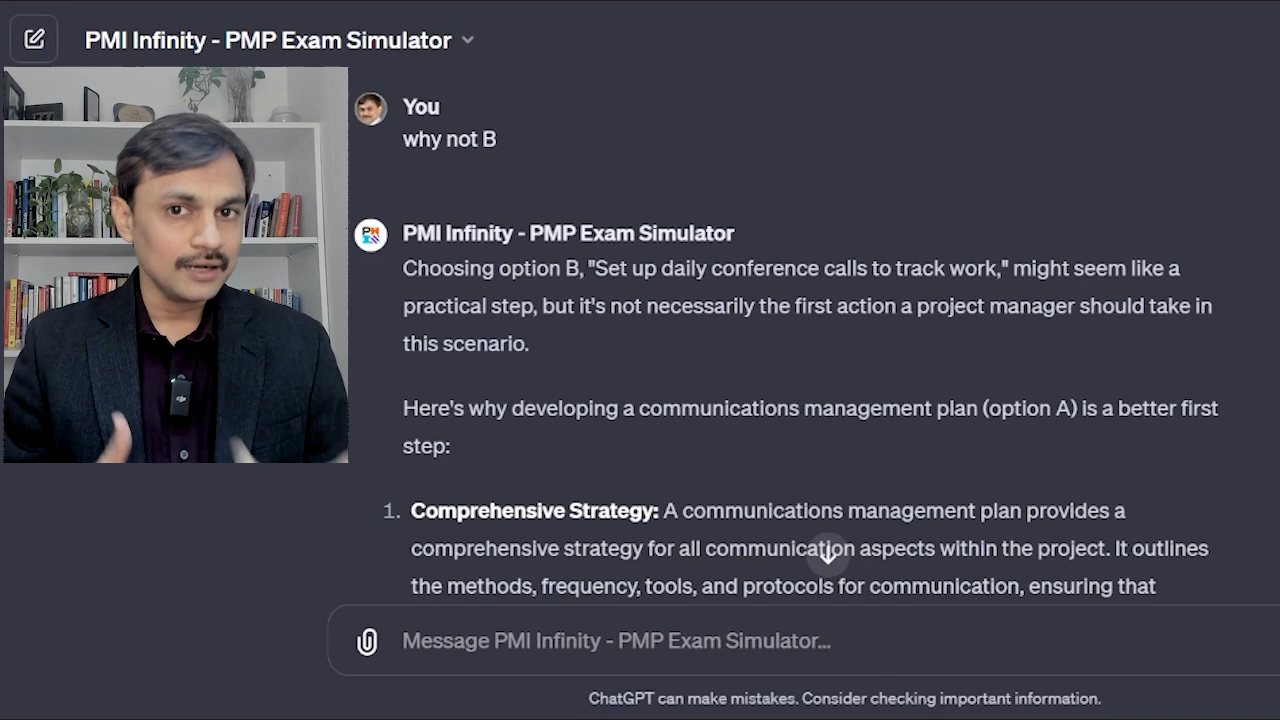 PMI Infinity - PMP Exam Simulator
You
why not B
PMI Infinity - PMP Exam Simulator
Choosing option B, "Set up daily conference calls to track work," might seem like a
practical step, but it's not necessarily the first action a project manager should take in
this scenario.
Here's why developing a communications management plan (option A) is a better first
step:
1. Comprehensive Strategy: A communications management plan provides a
comprehensive strategy for all communication aspects within the project. It outlines
the methods, frequency, tools, and protocols for communication, ensuring that
Message PMI Infinity - PMP Exam Simulator...
ChatGPT can make mistakes. Consider checking important information.